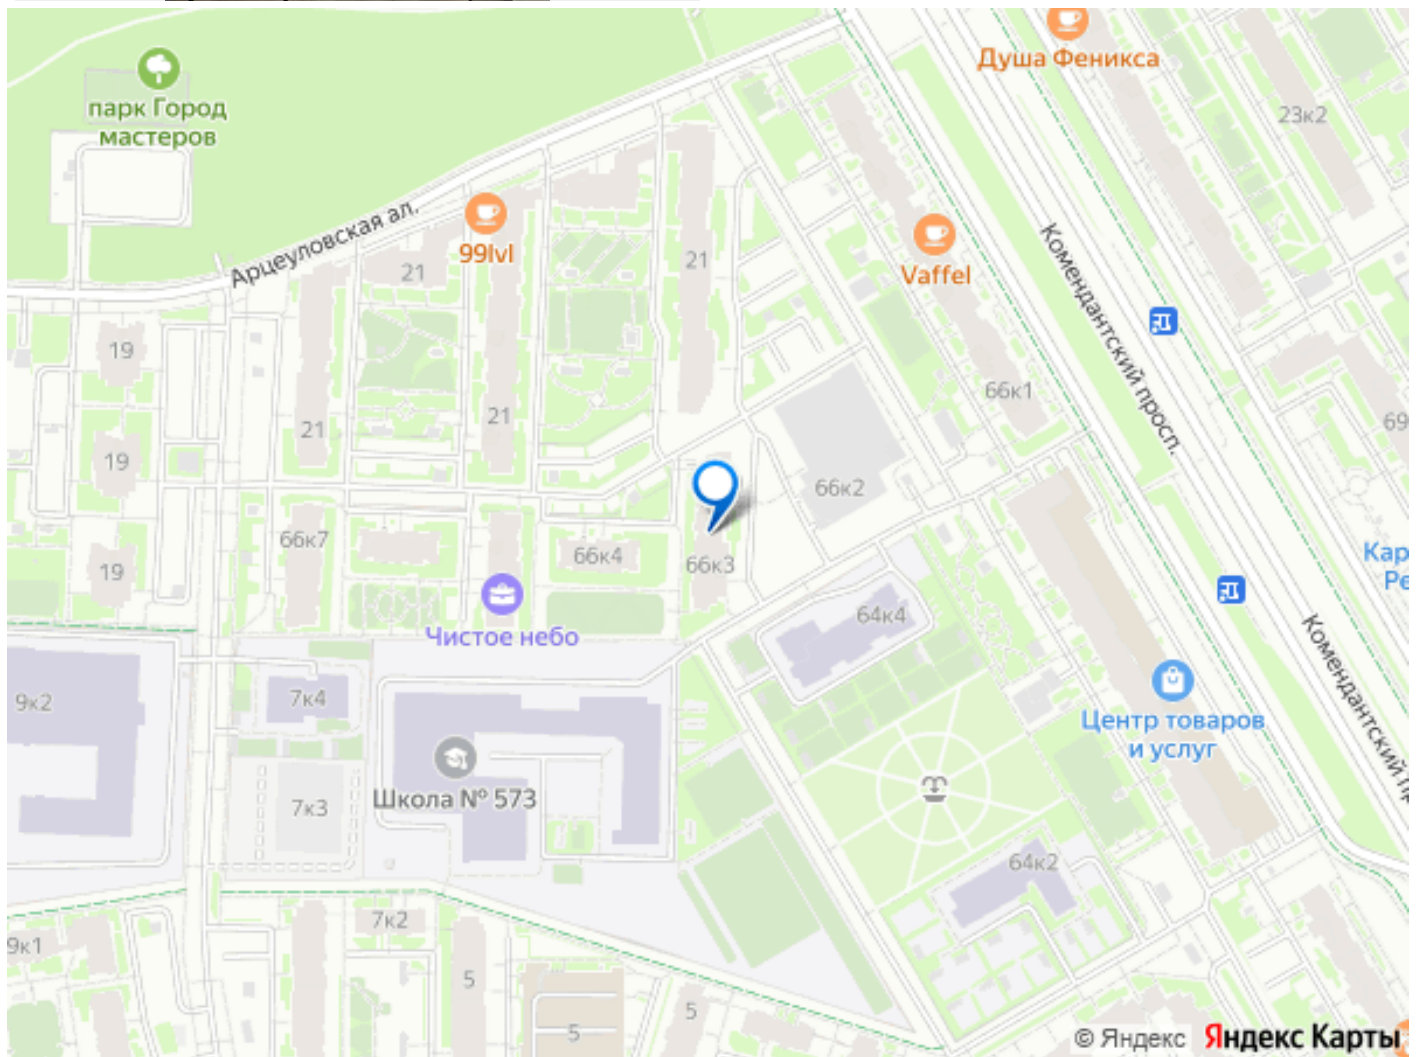 Душа Феникса
парк Город
мастеров
23к2
Арцеуловская ал.
99lvl
21
21
Vaffel
Комендантский просп.
19
66к1
21
21
69
19
66к2
66к7
66к4
66к3
19
Кар
Ре
64к4
Чистое небо
Комендантский пр
9к2
7к4
Центр товаров
и услуг
Школа № 573
7к3
64к2
7к2
9к1
5
5
5
© Яндекс Яндекс Карты